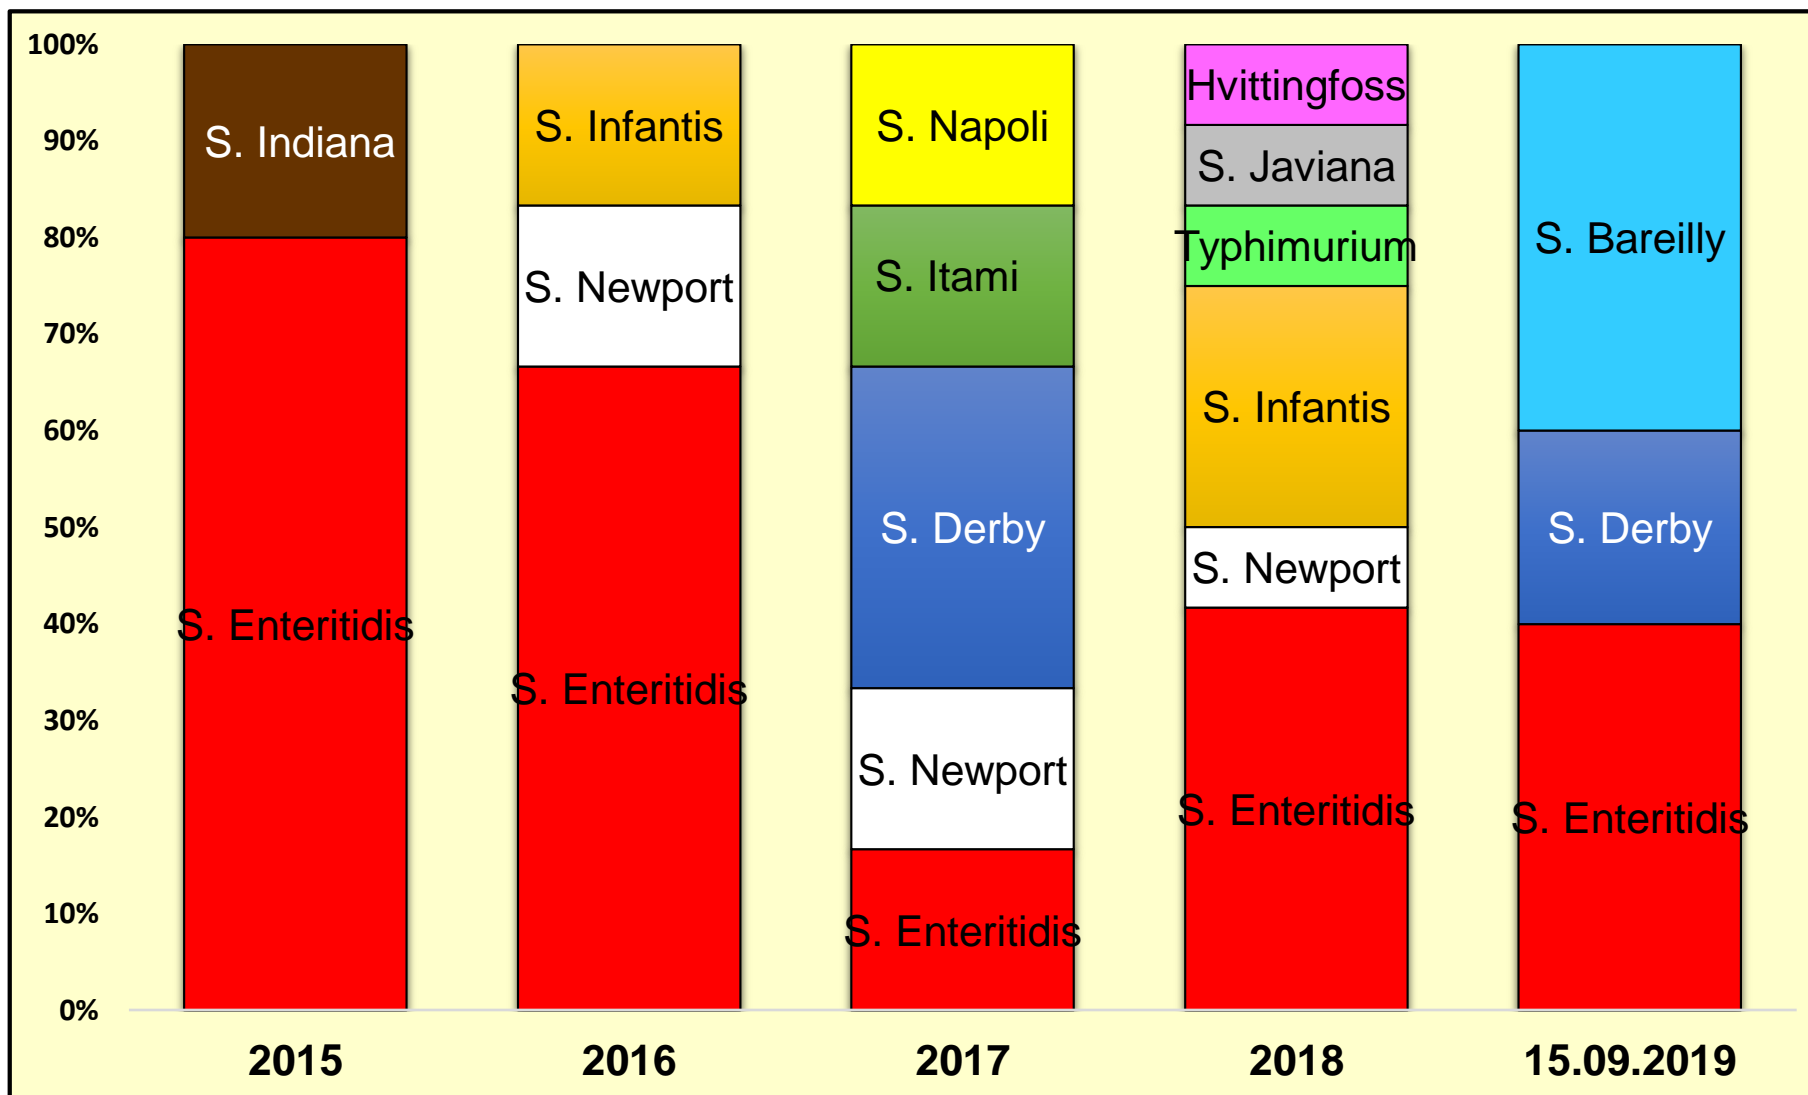 100%
90%
80%
70%
60%
50%
40%
30%
20%
10%
0%
S. Indiana
S. Enteritidis
S. Infantis
S. Newport
S. Enteritidis
S. Napoli
S. Itami
S. Derby
S. Newport
S. Enteritidis
Hvittingfoss
S. Javiana
Typhimurium
S. Infantis
S. Newport
S. Enteritidis
S. Bareilly
S. Derby
S. Enteritidis
2015
2016
2017
2018
15.09.2019